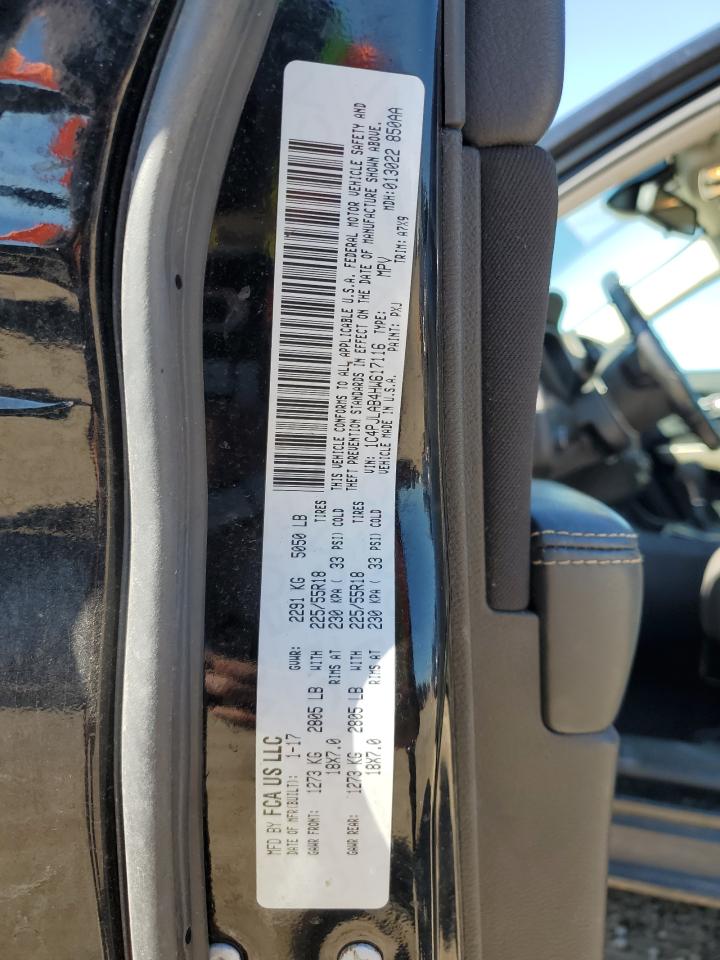 MFD BY FCA US LLC
DATE OF MFR(BUILT): 1-17 GVWR: 2291 KG 5050 LB
GAWR FRONT: 1273 KG 2805 LB WITH 225/55R18 TIRES
18X7.0 RIMS AT 230 KPA ( 33 PSI) COLD
GAWR REAR: 1273 KG 2805 LB WITH 225/55R18 TIRES
18X7.0 RIMS AT 230 KPA ( 33 PSI) COLD
THIS VEHICLE CONFORMS TO ALL APPLICABLE U.S.A. FEDERAL MOTOR VEHICLE SAFETY AND
THEFT PREVENTION STANDARDS IN EFFECT ON THE DATE OF MANUFACTURE SHOWN ABOVE.
VIN: 1C4PJLAB4HW617116 TYPE: MPV MDH:013022 850AA
VEHICLE MADE IN U.S.A. PAINT: PXJ TRIM: A7X9